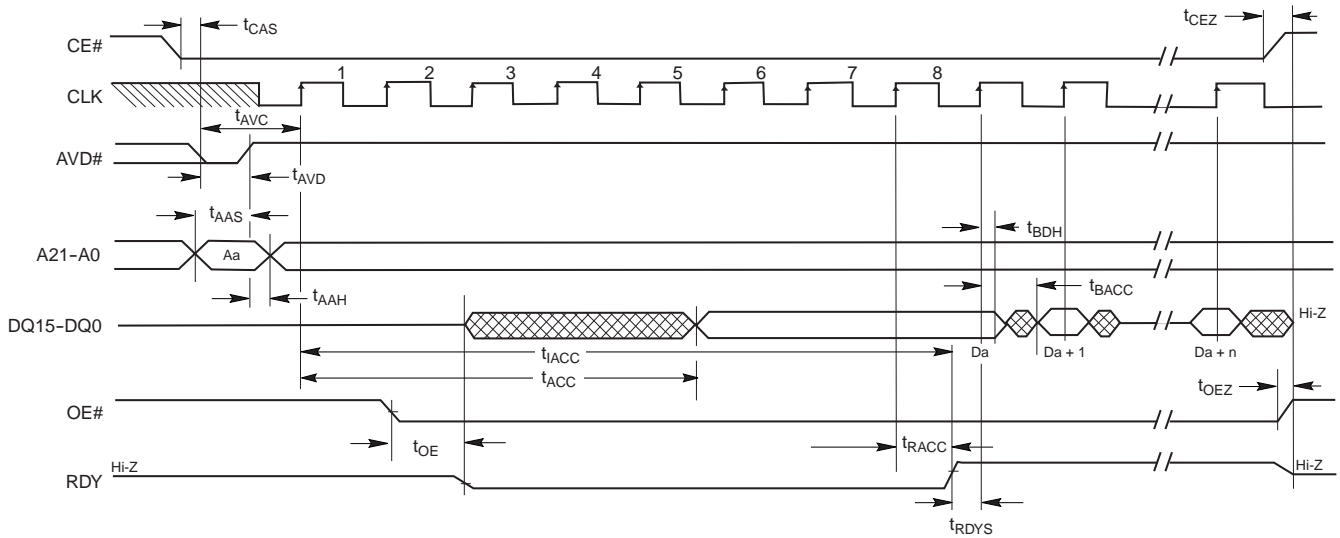 tCEZ
tCAS
CE#
1 2 3 4 5 6 7 8
CLK
tAVC
AVD#
tAVD
tAAS
tBDH
A21-A0
Aa
tAAH
tBACC
DQ15-DQ0
Hi-Z
tIACC
Da
Da + 1
Da + n
tACC
tOEZ
OE#
tOE
tRACC
Hi-Z
Hi-Z
RDY
tRDYS